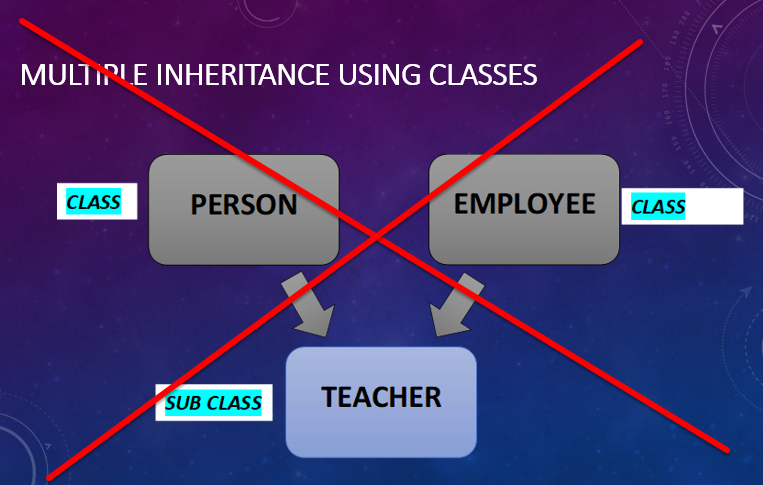 MULTIPLE INHERITANCE USING CLASSES
CLASS
PERSON
EMPLOYEE
CLASS
SUB CLASS
TEACHER